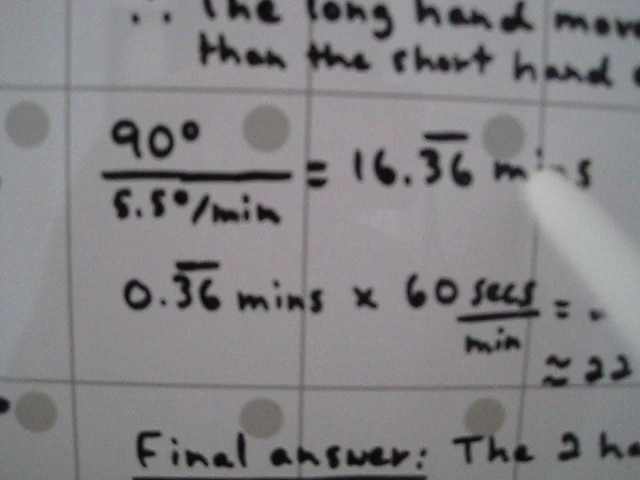 ∴ The long hand
than the short hand
90°
5.5°/min
= 16.3̅6̅ mins
0.3̅6̅ mins x 60 secs
min
=
≈ 22
Final answer: The 2